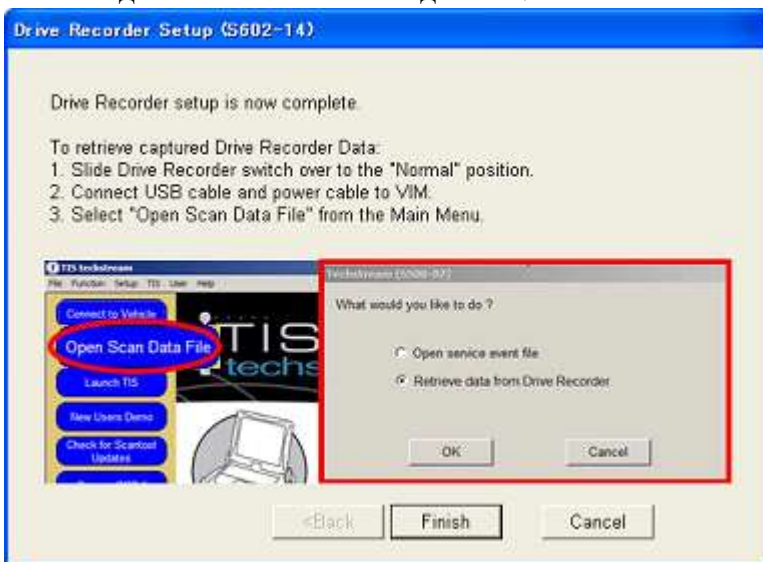 Drive Recorder Setup (S602-14)
Drive Recorder setup is now complete.
To retrieve captured Drive Recorder Data:
1. Slide Drive Recorder switch over to the "Normal" position.
2. Connect USB cable and power cable to VIM.
3. Select "Open Scan Data File" from the Main Menu.
TIS techstream
File Function Setup TIS User Help
Connect to Vehicle
Open Scan Data File
Launch TIS
New Users Demo
Check for Scantool
Updates
TIS
techs
What would you like to do ?
Open service event file
Retrieve data from Drive Recorder
OK Cancel
<Back Finish Cancel